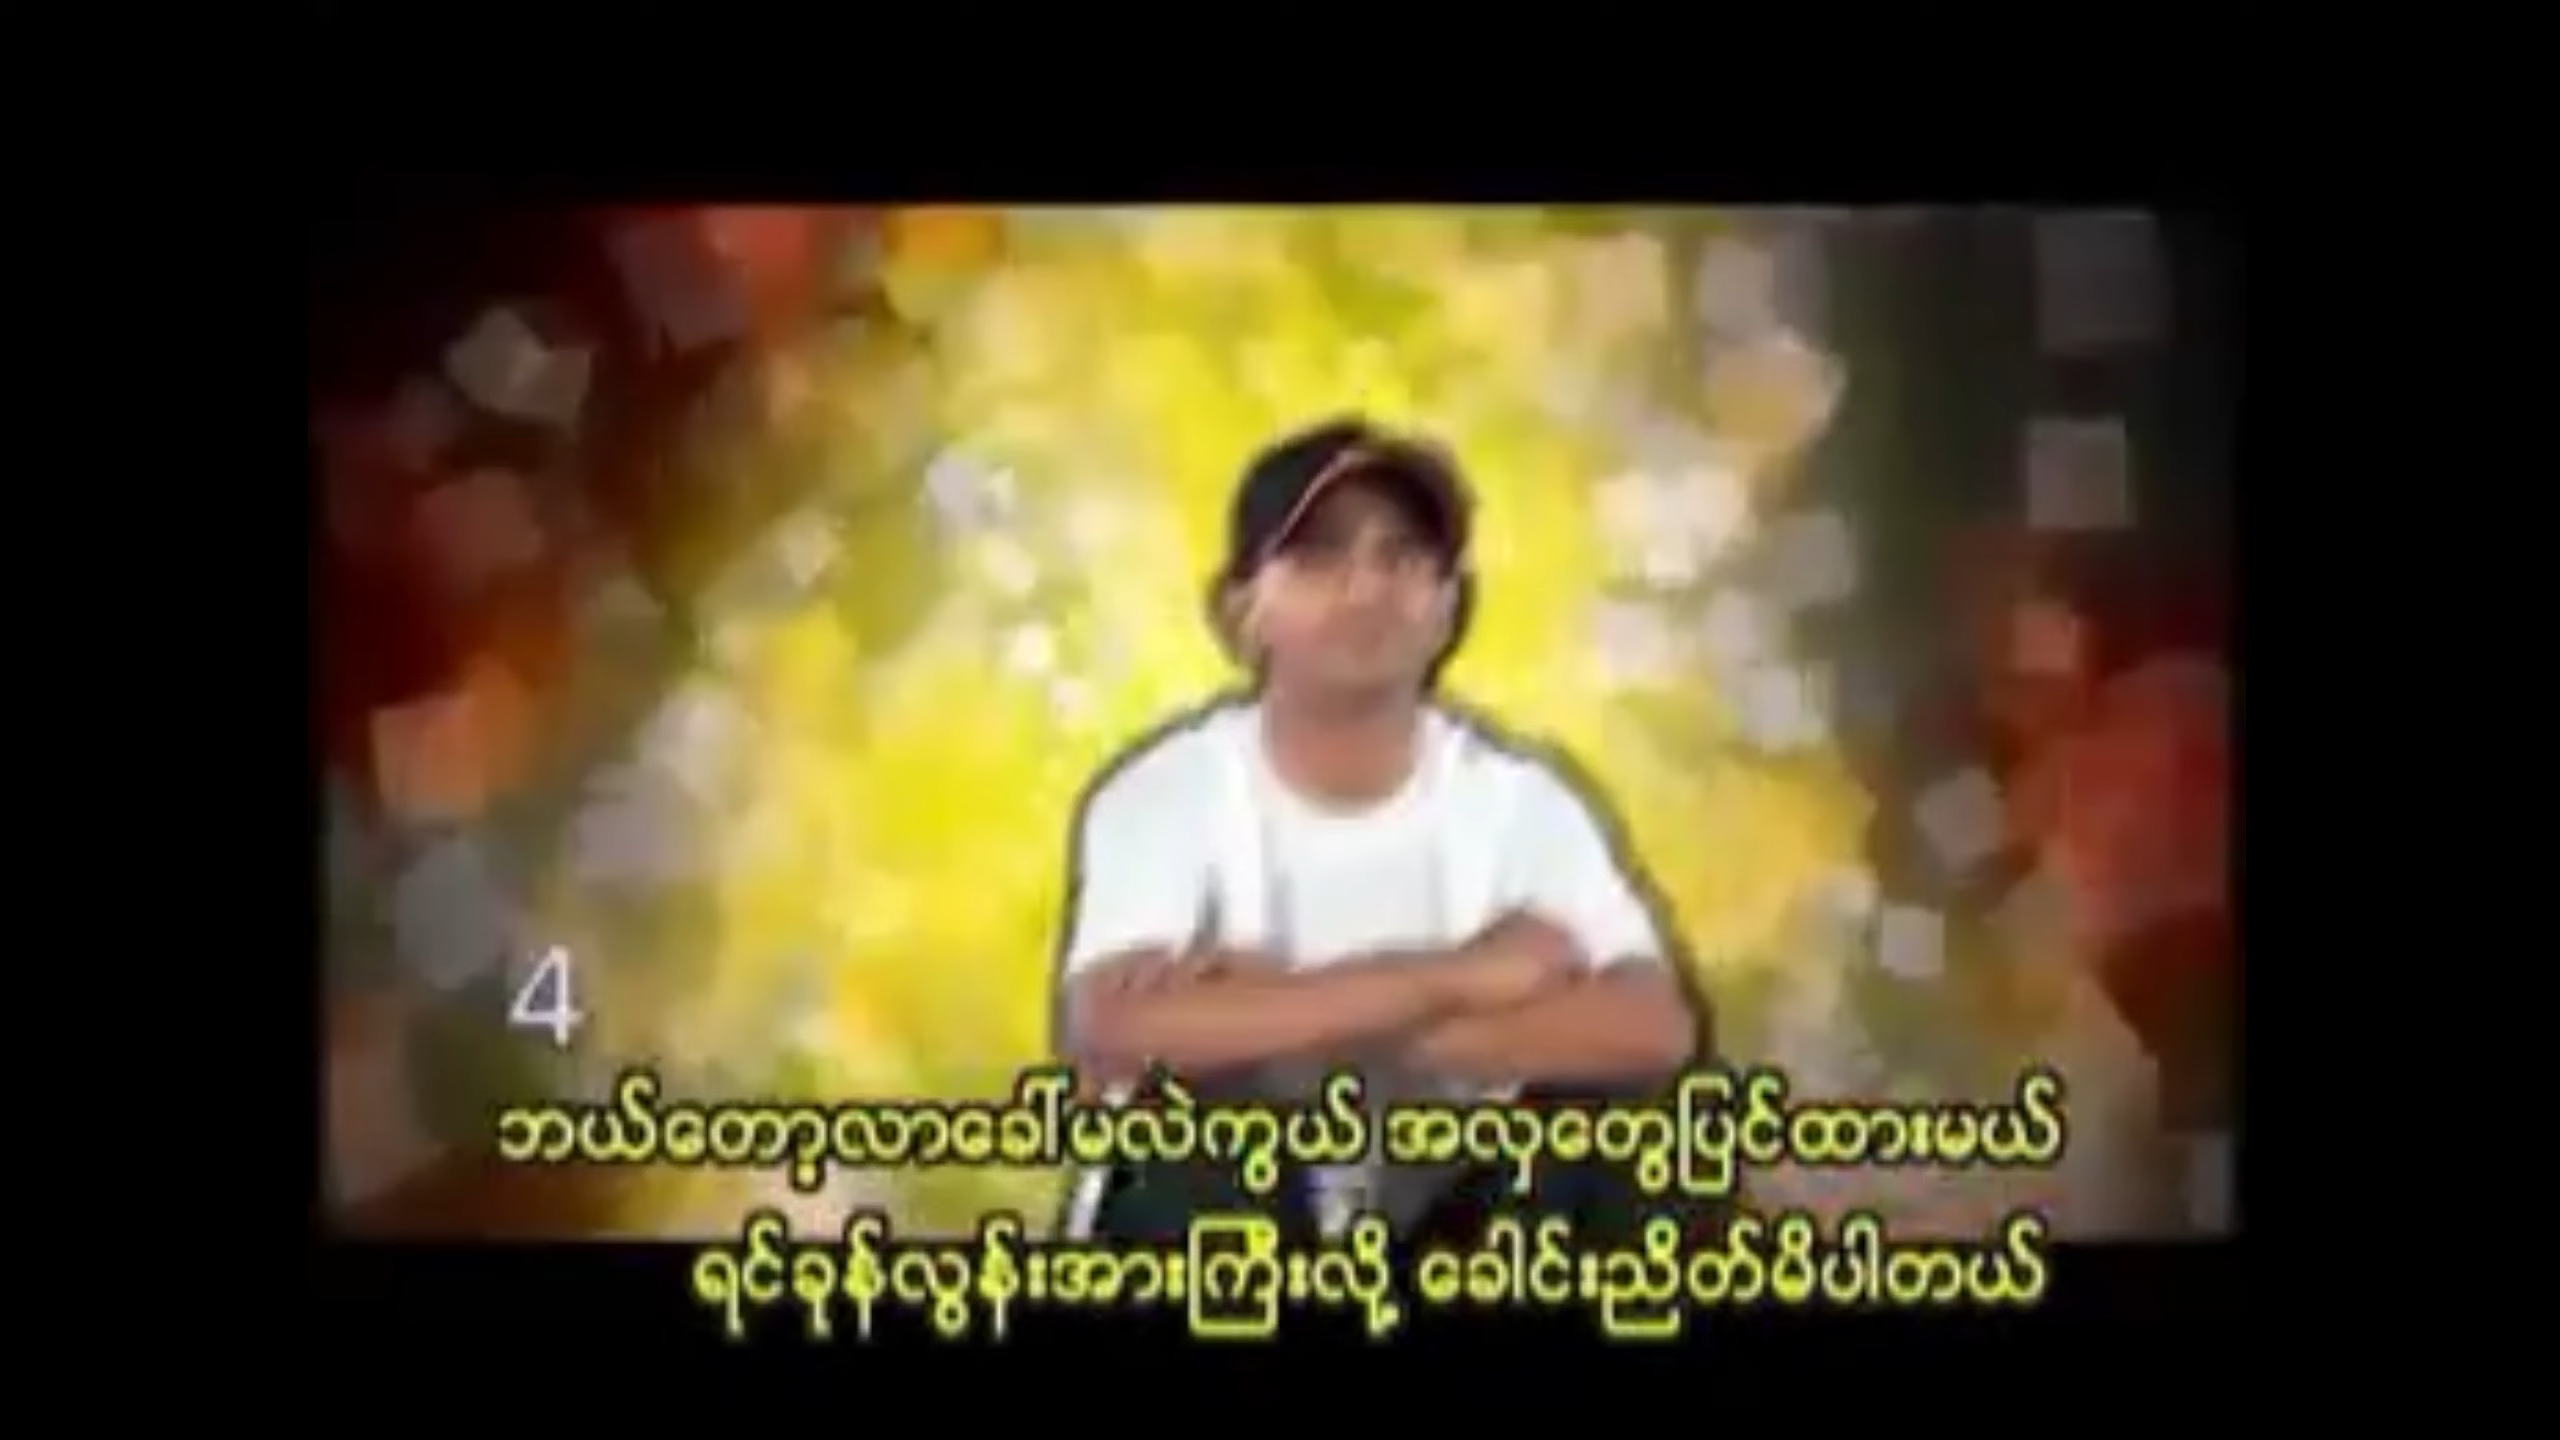 4
ဘယ်တော့လာခေါ်မလဲကွယ် အလှတွေပြင်ထားမယ်
ရင်ခုန်လွန်းအားကြီးလို့ ခေါင်းညိတ်မိပါတယ်